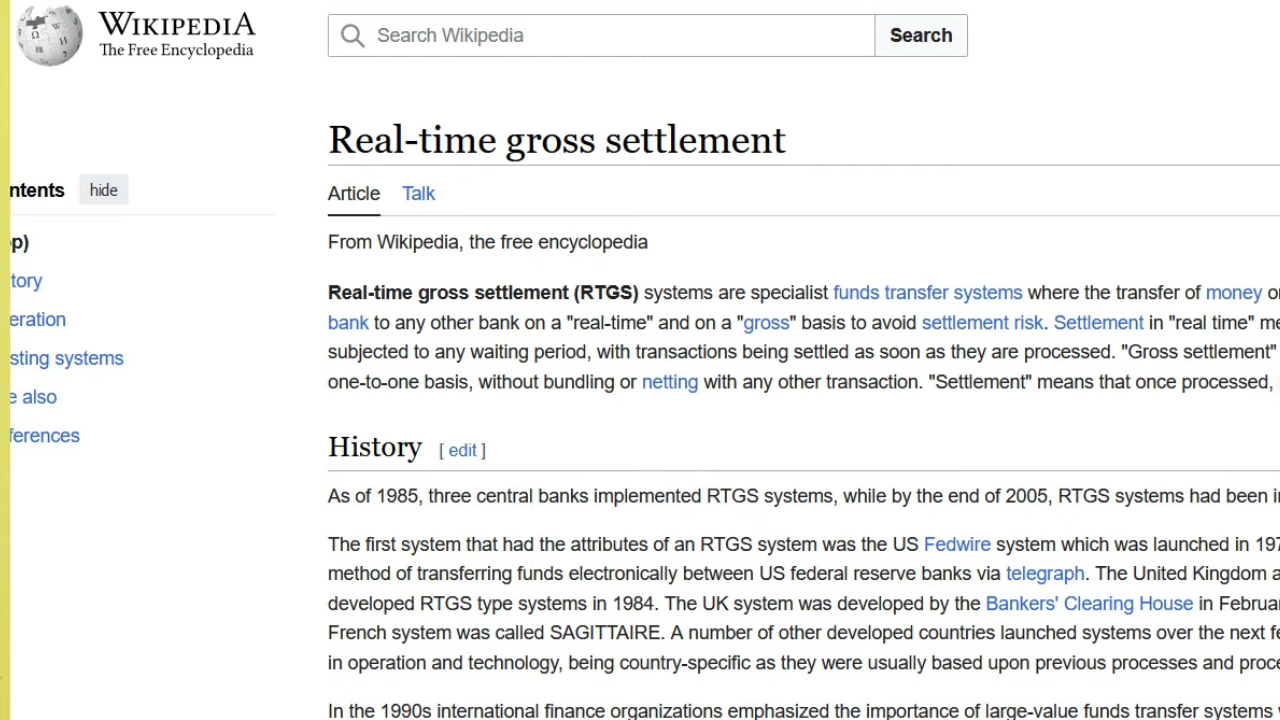 WIKIPEDIA
The Free Encyclopedia
Search Wikipedia
Search
Real-time gross settlement
ntents hide
Article Talk
op)
From Wikipedia, the free encyclopedia
tory
Real-time gross settlement (RTGS) systems are specialist funds transfer systems where the transfer of money or
eration
bank to any other bank on a "real-time" and on a "gross" basis to avoid settlement risk. Settlement in "real time" me
sting systems
subjected to any waiting period, with transactions being settled as soon as they are processed. "Gross settlement"
one-to-one basis, without bundling or netting with any other transaction. "Settlement" means that once processed,
e also
ferences
History [ edit ]
As of 1985, three central banks implemented RTGS systems, while by the end of 2005, RTGS systems had been i
The first system that had the attributes of an RTGS system was the US Fedwire system which was launched in 197
method of transferring funds electronically between US federal reserve banks via telegraph. The United Kingdom a
developed RTGS type systems in 1984. The UK system was developed by the Bankers' Clearing House in Februa
French system was called SAGITTAIRE. A number of other developed countries launched systems over the next fe
in operation and technology, being country-specific as they were usually based upon previous processes and proce
In the 1990s international finance organizations emphasized the importance of large-value funds transfer systems